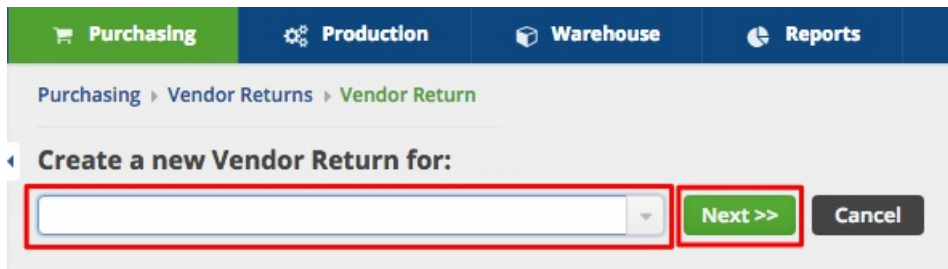 Purchasing Production Warehouse Reports
Purchasing Vendor Returns Vendor Return
Create a new Vendor Return for:
Next >> Cancel